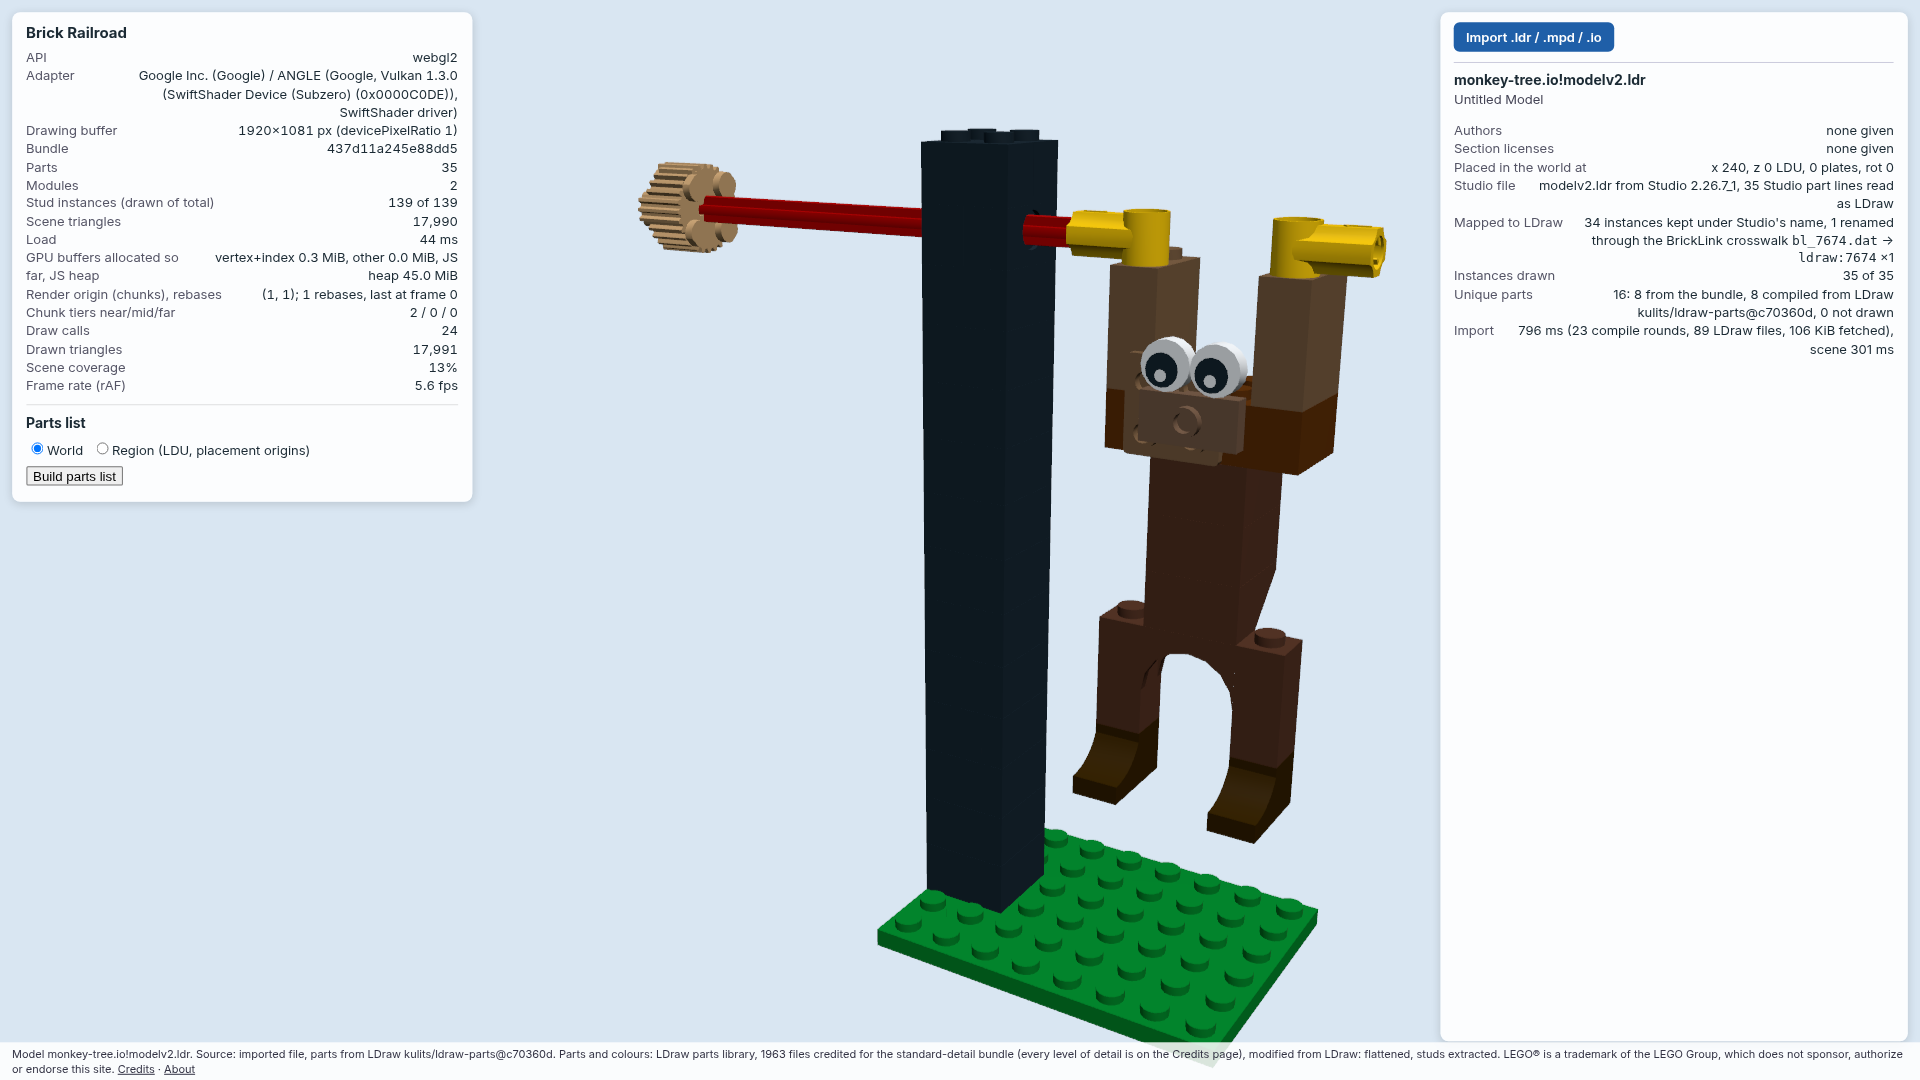 Brick Railroad
API webgl2
Adapter Google Inc. (Google) / ANGLE (Google, Vulkan 1.3.0
(SwiftShader Device (Subzero) (0x0000C0DE)),
SwiftShader driver)
Drawing buffer 1920×1081 px (devicePixelRatio 1)
Bundle 437d11a245e88dd5
Parts 35
Modules 2
Stud instances (drawn of total) 139 of 139
Scene triangles 17,990
Load 44 ms
GPU buffers allocated so vertex+index 0.3 MiB, other 0.0 MiB, JS
far, JS heap heap 45.0 MiB
Render origin (chunks), rebases (1, 1); 1 rebases, last at frame 0
Chunk tiers near/mid/far 2 / 0 / 0
Draw calls 24
Drawn triangles 17,991
Scene coverage 13%
Frame rate (rAF) 5.6 fps
Parts list
World Region (LDU, placement origins)
Build parts list
Import .ldr / .mpd / .io
monkey-tree.io!modelv2.ldr
Untitled Model
Authors none given
Section licenses none given
Placed in the world at x 240, z 0 LDU, 0 plates, rot 0
Studio file modelv2.ldr from Studio 2.26.7_1, 35 Studio part lines read
as LDraw
Mapped to LDraw 34 instances kept under Studio's name, 1 renamed
through the BrickLink crosswalk bl_7674.dat →
ldraw:7674 ×1
Instances drawn 35 of 35
Unique parts 16: 8 from the bundle, 8 compiled from LDraw
kulits/ldraw-parts@c70360d, 0 not drawn
Import 796 ms (23 compile rounds, 89 LDraw files, 106 KiB fetched),
scene 301 ms
Model monkey-tree.io!modelv2.ldr. Source: imported file, parts from LDraw kulits/ldraw-parts@c70360d. Parts and colours: LDraw parts library, 1963 files credited for the standard-detail bundle (every level of detail is on the Credits page), modified from LDraw: flattened, studs extracted. LEGO® is a trademark of the LEGO Group, which does not sponsor, authorize
or endorse this site. Credits · About